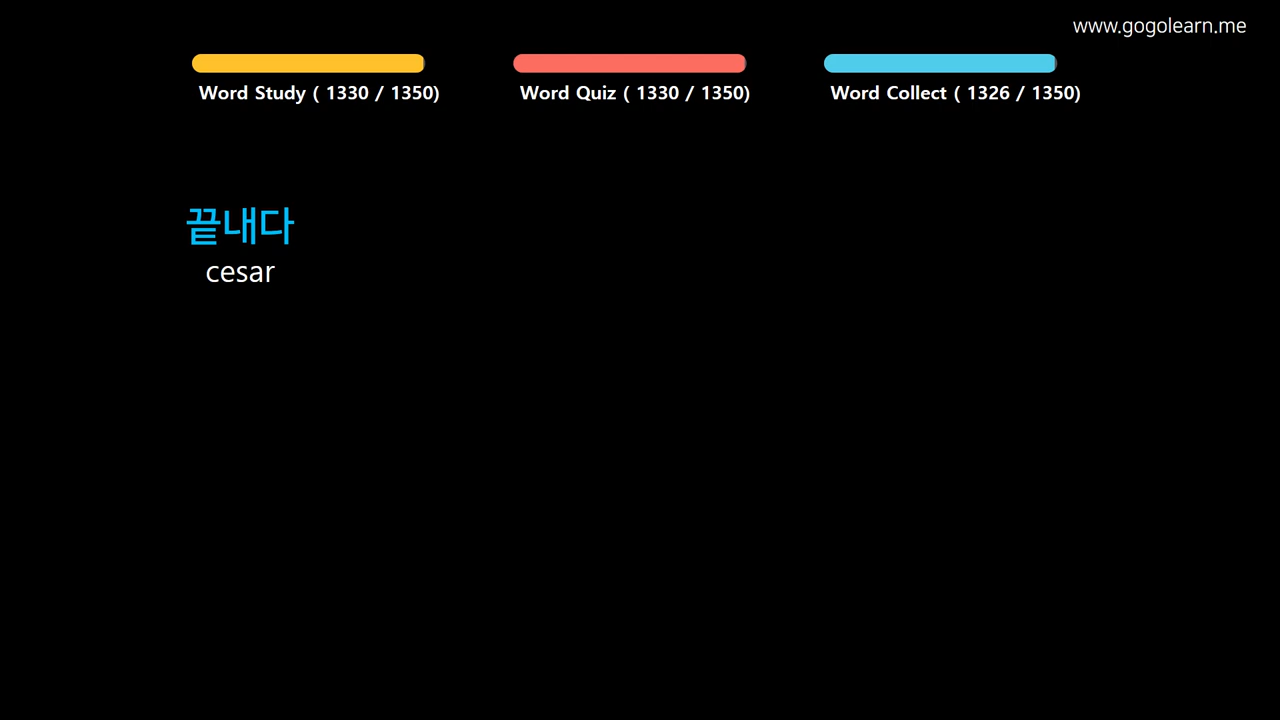 www.gogolearn.me
Word Study ( 1330 / 1350)
Word Quiz ( 1330 / 1350)
Word Collect ( 1326 / 1350)
끝내다
cesar